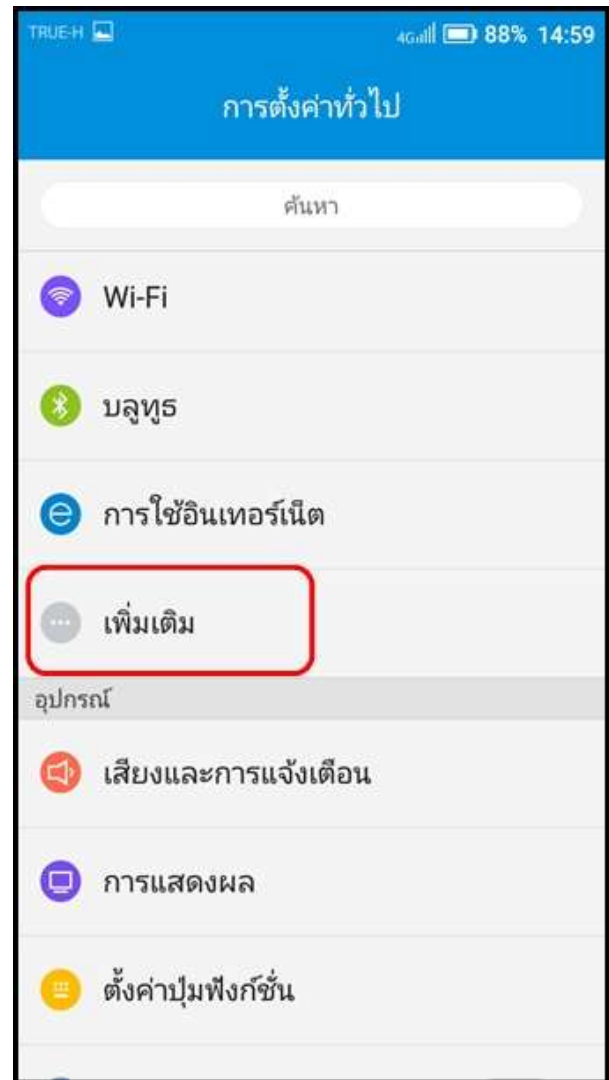 TRUE-H 4G 88% 14:59
การตั้งค่าทั่วไป
ค้นหา
Wi-Fi
บลูทูธ
การใช้อินเทอร์เน็ต
เพิ่มเติม
อุปกรณ์
เสียงและการแจ้งเตือน
การแสดงผล
ตั้งค่าปุ่มฟังก์ชั่น